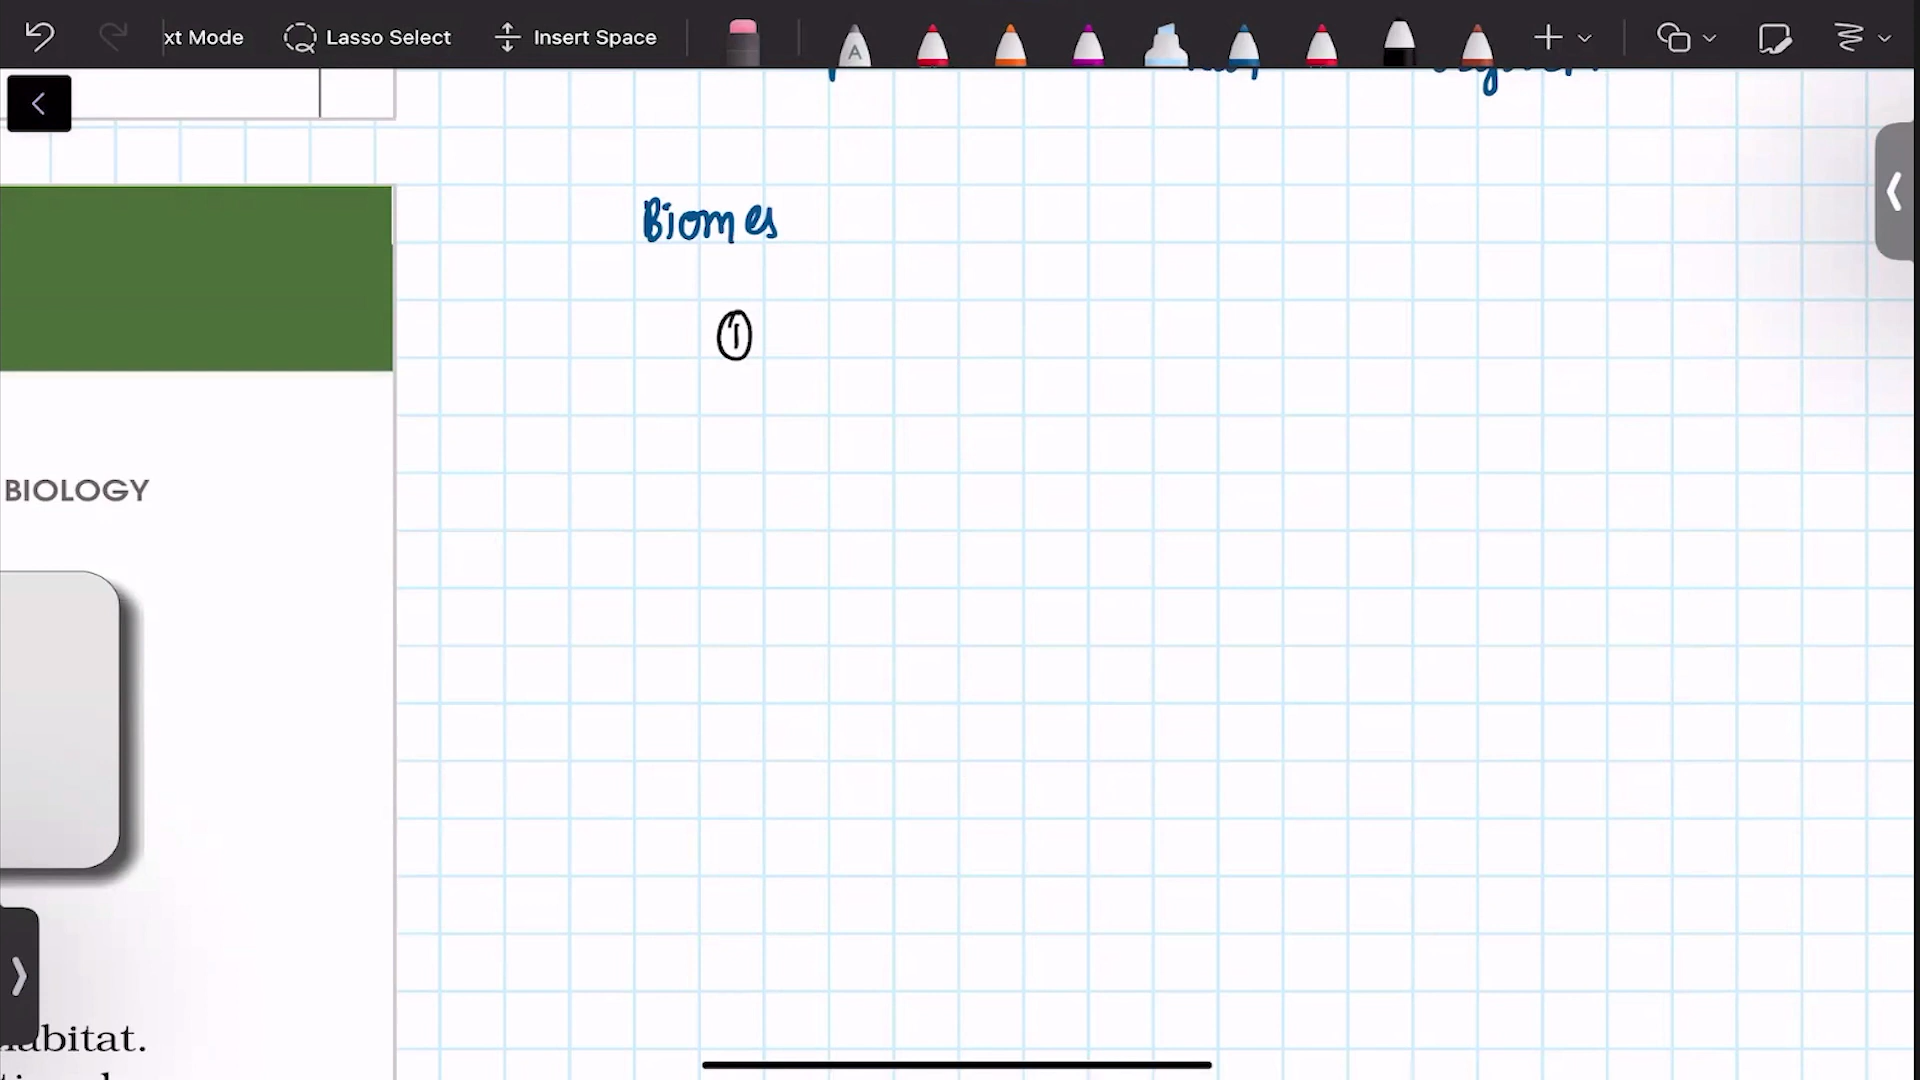 xt Mode
Lasso Select
Insert Space
A
Biomes
①
BIOLOGY
abitat.